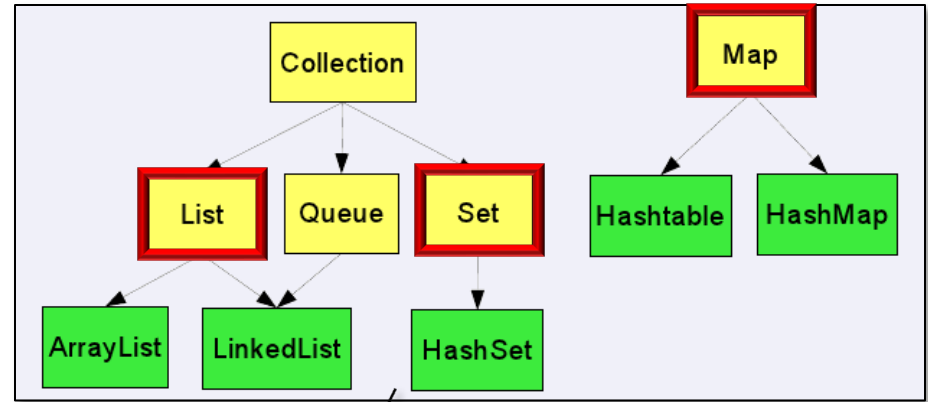 Collection
Map
List
Queue
Set
Hashtable
HashMap
ArrayList
LinkedList
HashSet